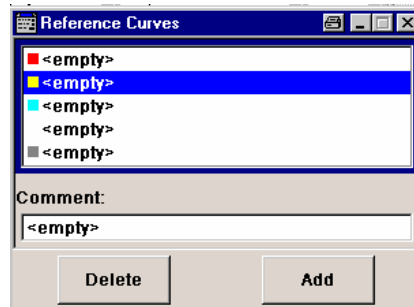 Reference Curves
<empty>
<empty>
<empty>
<empty>
<empty>
Comment:
<empty>
Delete Add